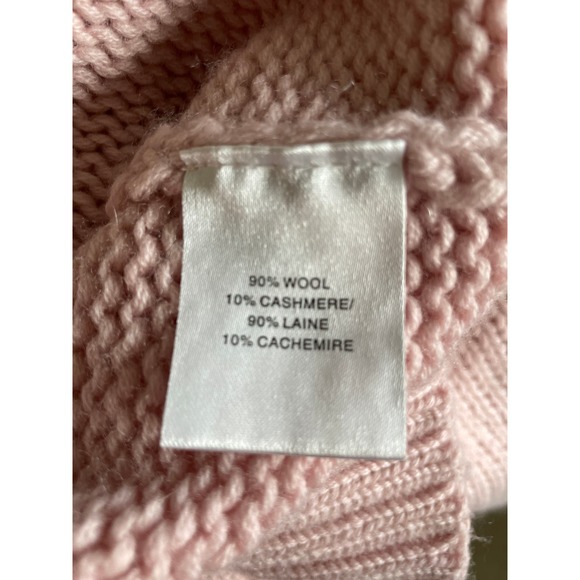 90% WOOL
10% CASHMERE/
90% LAINE
10% CACHEMIRE